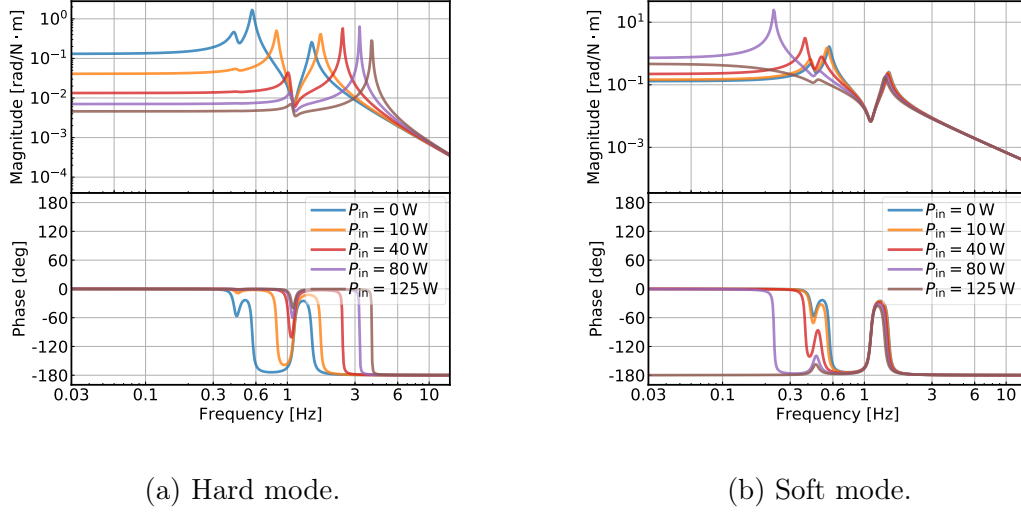 Magnitude [rad/N · m]
10⁰
10⁻¹
10⁻²
10⁻³
10⁻⁴
Phase [deg]
180
120
60
0
-60
-120
-180
P_in = 0 W
P_in = 10 W
P_in = 40 W
P_in = 80 W
P_in = 125 W
0.03 0.1 0.3 0.6 1 3 6 10
Frequency [Hz]
(a) Hard mode.
Magnitude [rad/N · m]
10¹
10⁻¹
10⁻³
Phase [deg]
180
120
60
0
-60
-120
-180
P_in = 0 W
P_in = 10 W
P_in = 40 W
P_in = 80 W
P_in = 125 W
0.03 0.1 0.3 0.6 1 3 6 10
Frequency [Hz]
(b) Soft mode.